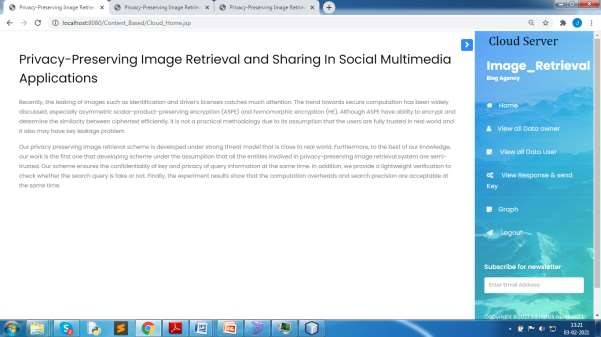 Privacy-Preserving Image Retrie
Privacy-Preserving Image Retrie
Privacy-Preserving Image Retrie
localhost:8080/Content_Based/Cloud_Home.jsp
Cloud Server
Image_Retrieval
Blog Agency
Home
View all Data owner
View all Data user
View Response & send
Key
Graph
Logout
Subscribe for newsletter
Enter Email Address
Privacy-Preserving Image Retrieval and Sharing In Social Multimedia
Applications
Recently, the leaking of images such as identification and driver's licenses catches much attention. The trend towards secure computation has been widely
discussed, especially asymmetric scalar-product-preserving encryption (ASPE) and homomorphic encryption (HE). Although ASPE have ability to encrypt and
determine the similarity between ciphertext efficiently, it is not a practical methodology due to its assumption that the users are fully trusted in real-world and
it also may have key leakage problem.
Our privacy preserving image retrieval scheme is developed under strong threat model that is close to real world. Furthermore, to the best of our knowledge,
our work is the first one that developing scheme under the assumption that all the entities involved in privacy-preserving image retrieval system are semi-
trusted. Our scheme ensures the confidentiality of key and privacy of query information at the same time. In addition, we provide a lightweight verification to
check whether the search query is fake or not. Finally, the experiment results show that the computation overheads and search precision are acceptable at
the same time.
13:21
03-02-2021